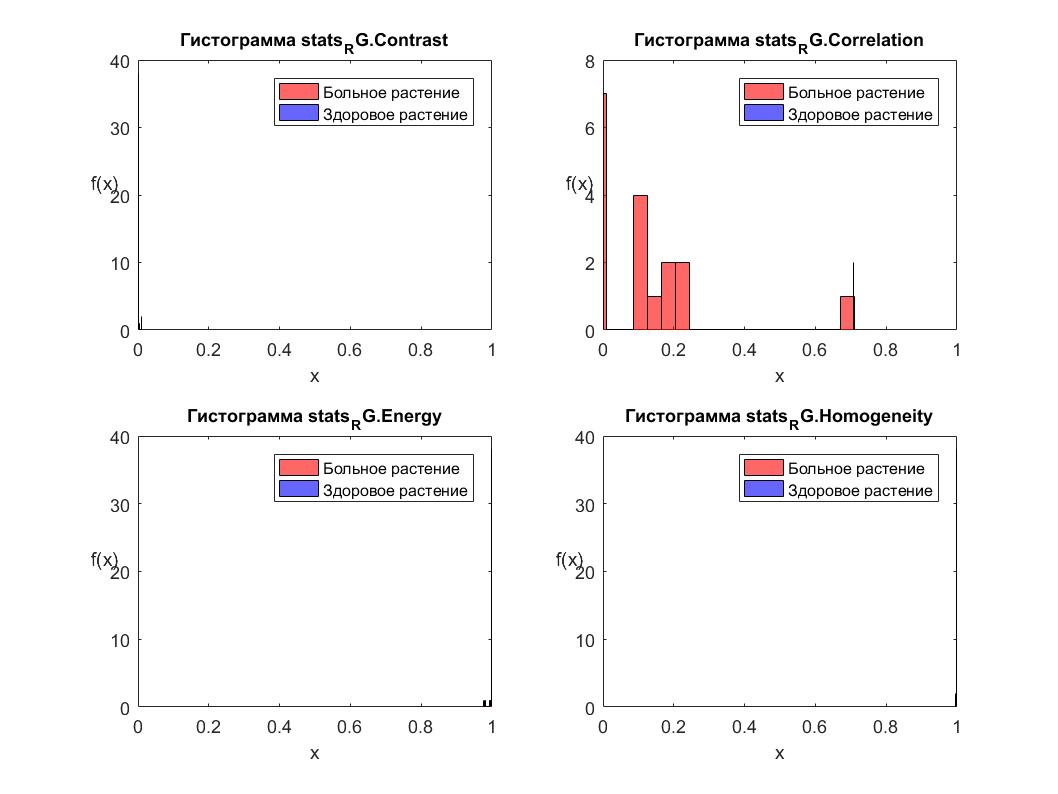 Гистограмма stats_RG.Contrast
40
30
f(x)
20
10
0
0 0.2 0.4 0.6 0.8 1
x
Больное растение
Здоровое растение
Гистограмма stats_RG.Correlation
8
6
f(x)
4
2
0
0 0.2 0.4 0.6 0.8 1
x
Больное растение
Здоровое растение
Гистограмма stats_RG.Energy
40
30
f(x)
20
10
0
0 0.2 0.4 0.6 0.8 1
x
Больное растение
Здоровое растение
Гистограмма stats_RG.Homogeneity
40
30
f(x)
20
10
0
0 0.2 0.4 0.6 0.8 1
x
Больное растение
Здоровое растение